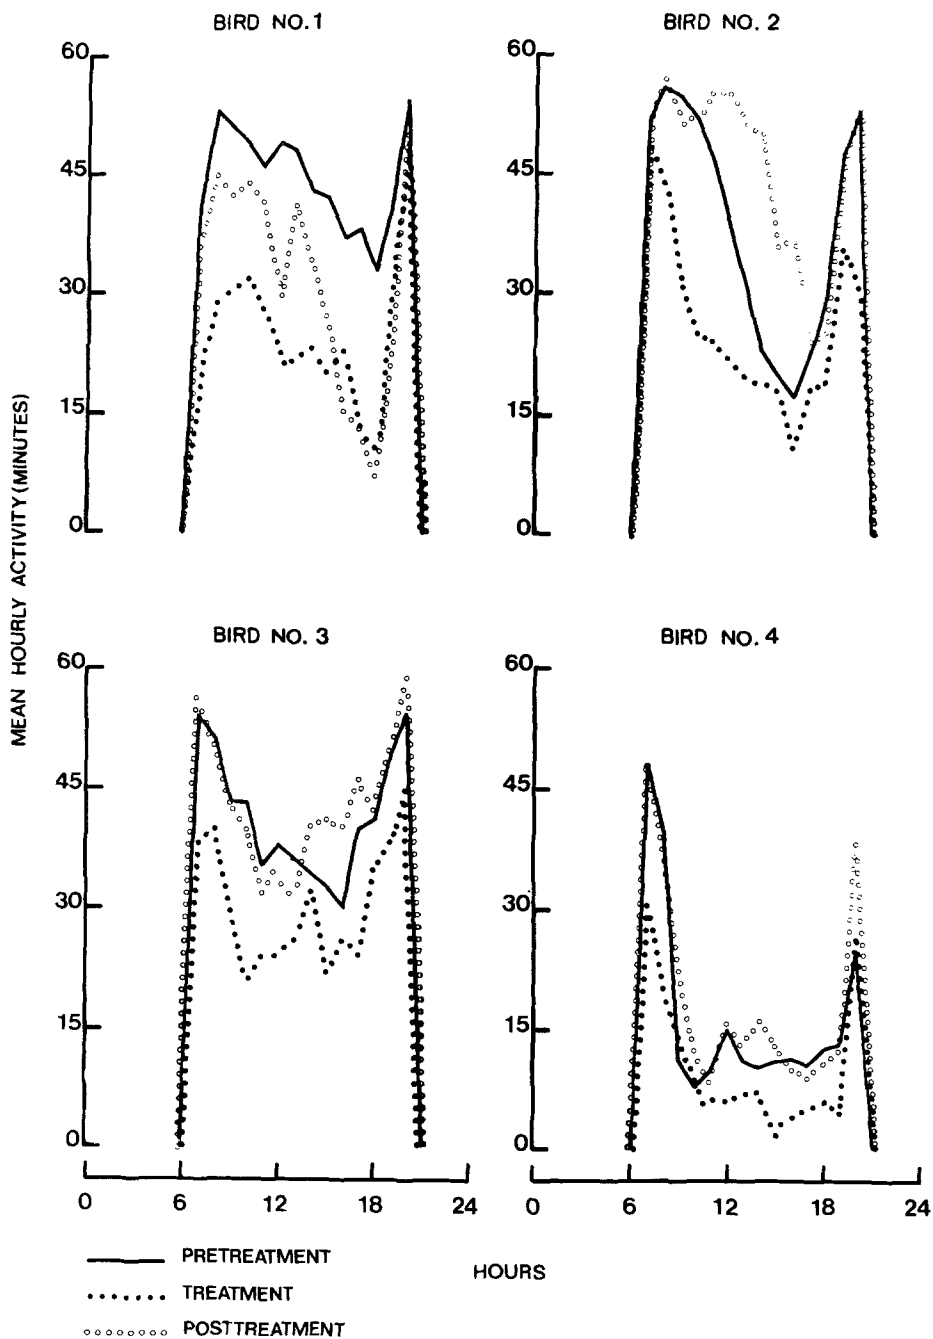 BIRD NO.1
BIRD NO. 2
60
45
30
15
0
60
45
30
15
0
MEAN HOURLY ACTIVITY (MINUTES)
BIRD NO. 3
BIRD NO. 4
60
45
30
15
0
60
45
30
15
0
0 6 12 18 24
0 6 12 18 24
HOURS
PRETREATMENT
TREATMENT
POSTTREATMENT